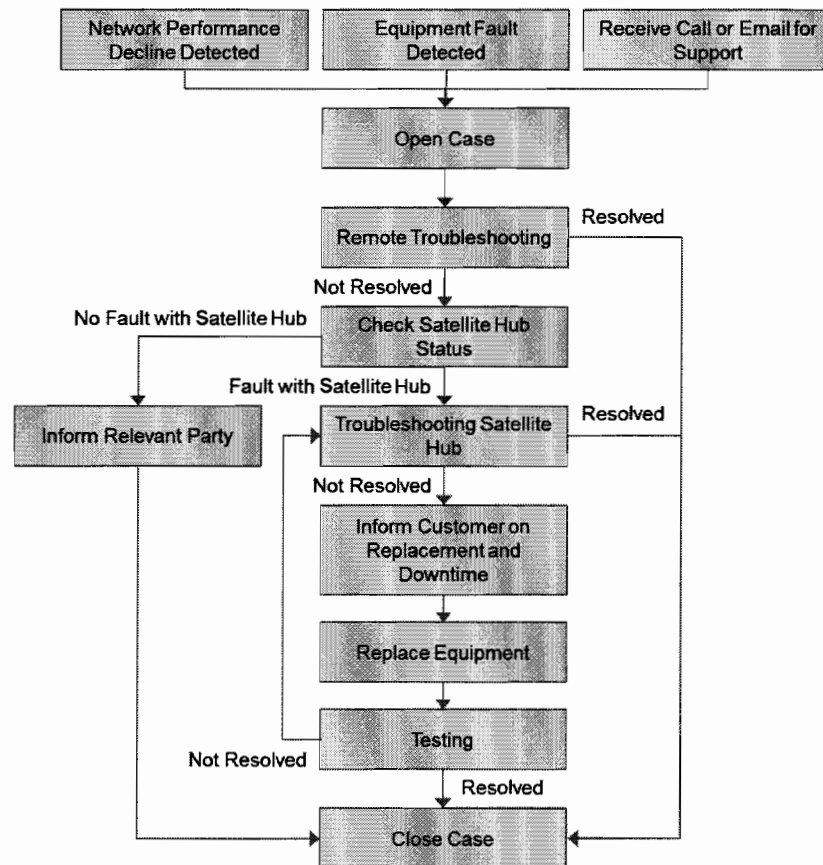 Network Performance
Decline Detected
Equipment Fault
Detected
Receive Call or Email for
Support
Open Case
Remote Troubleshooting
Resolved
Not Resolved
No Fault with Satellite Hub
Check Satellite Hub
Status
Fault with Satellite Hub
Inform Relevant Party
Troubleshooting Satellite
Hub
Resolved
Not Resolved
Inform Customer on
Replacement and
Downtime
Replace Equipment
Testing
Not Resolved
Resolved
Close Case